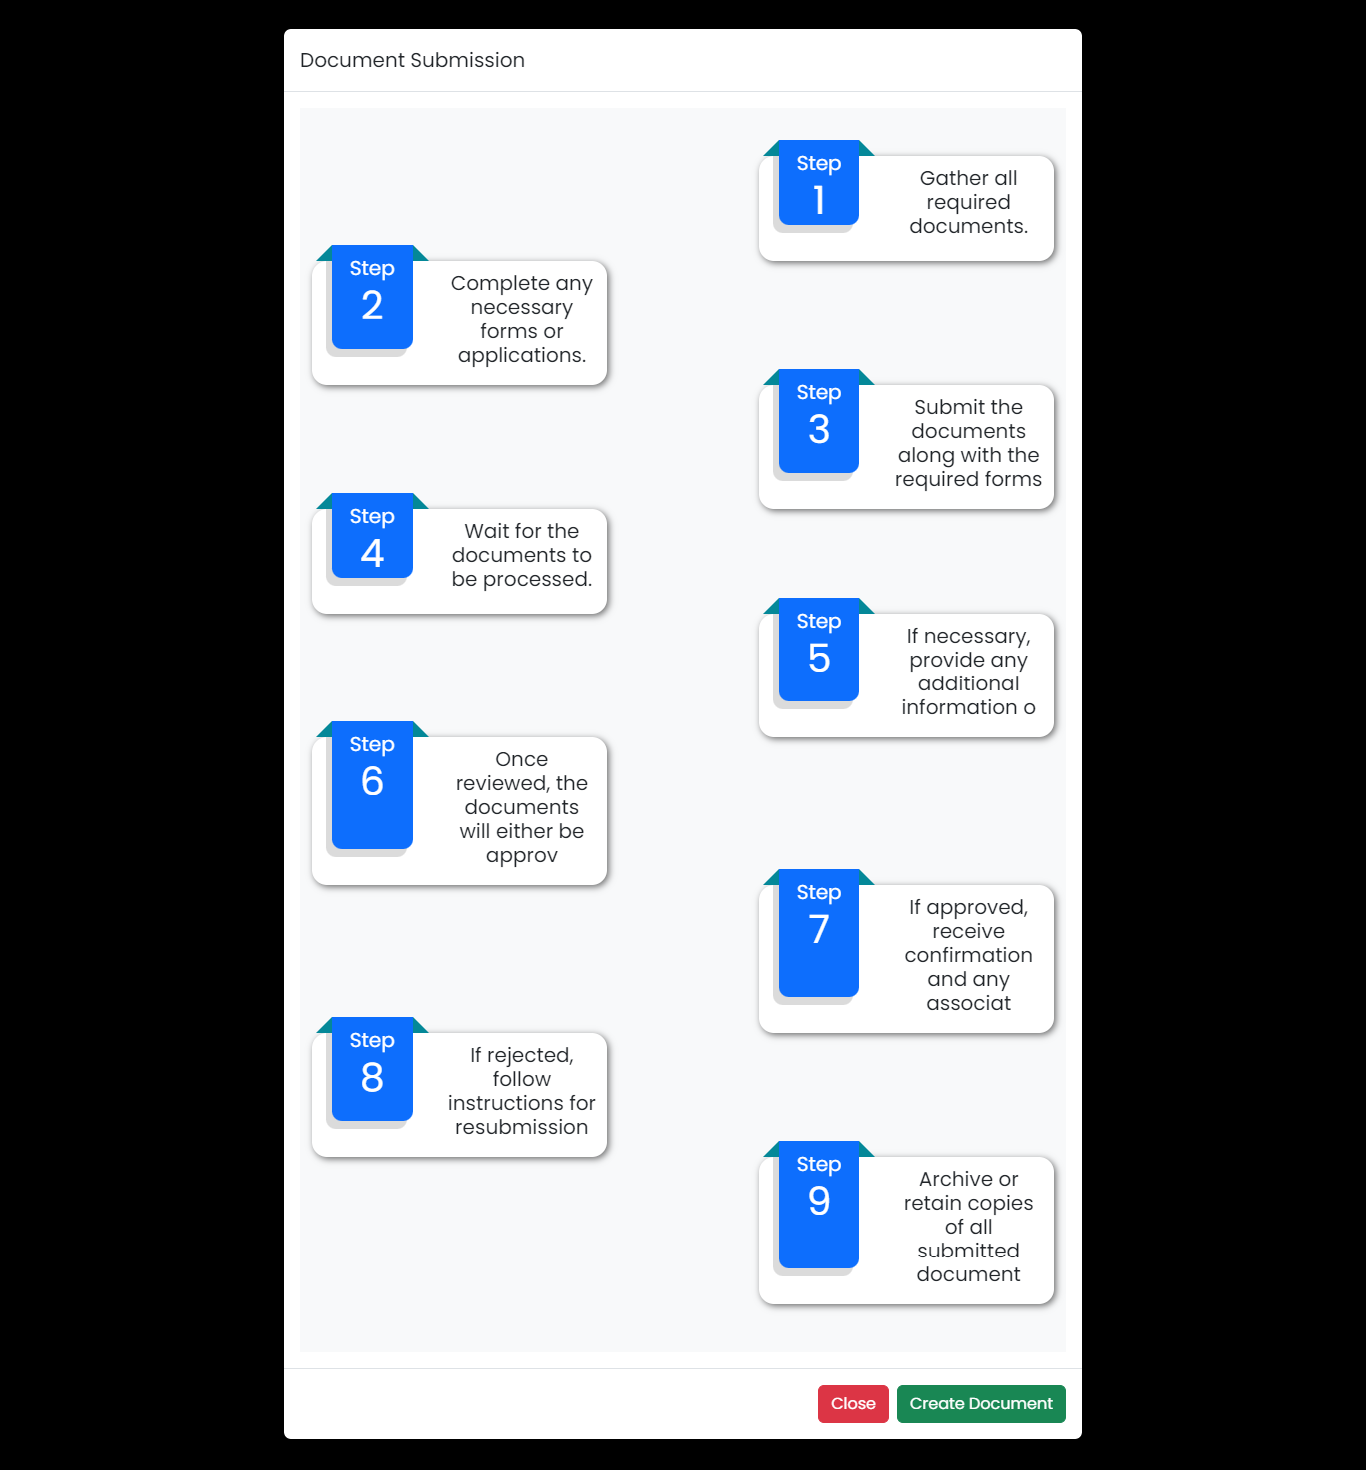 Document Submission
Step
1
Gather all
required
documents.
Step
2
Complete any
necessary
forms or
applications.
Step
3
Submit the
documents
along with the
required forms
Step
4
Wait for the
documents to
be processed.
Step
5
If necessary,
provide any
additional
information o
Step
6
Once
reviewed, the
documents
will either be
approv
Step
7
If approved,
receive
confirmation
and any
associat
Step
8
If rejected,
follow
instructions for
resubmission
Step
9
Archive or
retain copies
of all
submitted
document
Close
Create Document